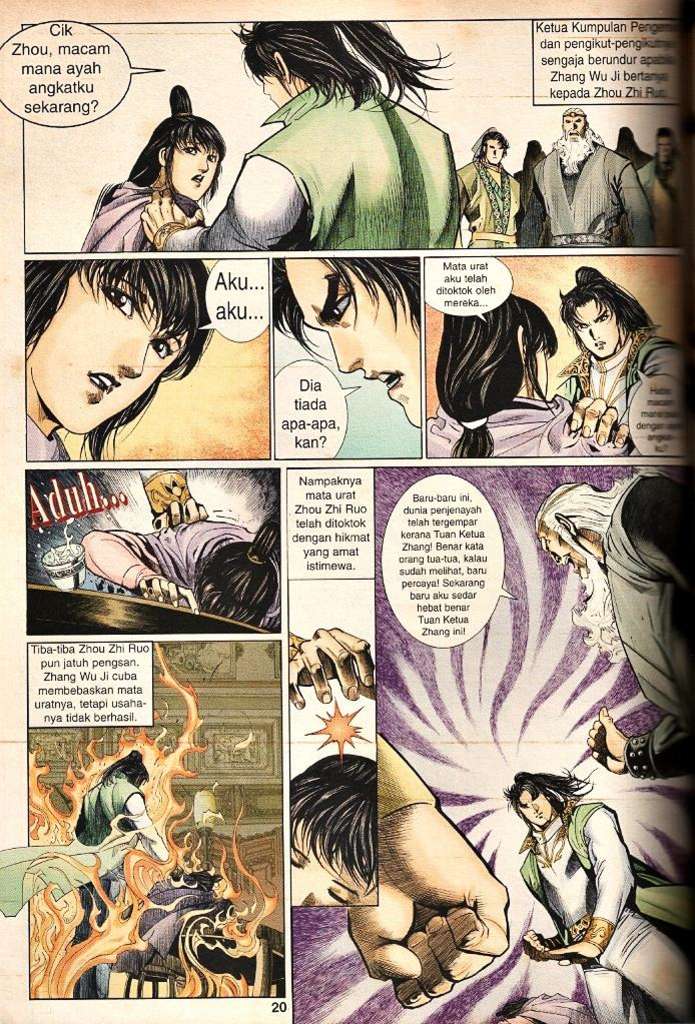 Cik
Zhou, macam
mana ayah
angkatku
sekarang?
Ketua Kumpulan
dan pengikut-pengikutnya
sengaja berundur apabila
Zhang Wu Ji bertanya
kepada Zhou Zhi Ruo.
Aku...
aku...
Dia
tiada
apa-apa,
kan?
Mata urat
aku telah
ditoktok oleh
mereka...
macam
mana
dengan
Aduh...
Nampaknya
mata urat
Zhou Zhi Ruo
telah ditoktok
dengan hikmat
yang amat
istimewa.
Baru-baru ini,
dunia penjenayah
telah tergempar
kerana Tuan Ketua
Zhang! Benar kata
orang tua-tua, kalau
sudah melihat, baru
percaya! Sekarang
baru aku sedar
hebat benar
Tuan Ketua
Zhang ini!
Tiba-tiba Zhou Zhi Ruo
pun jatuh pengsan.
Zhang Wu Ji cuba
membebaskan mata
uratnya, tetapi usaha-
nya tidak berhasil.
20